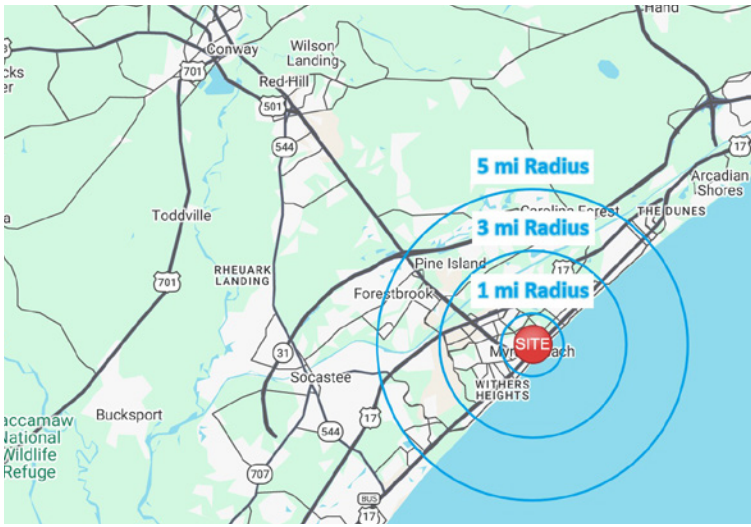 Hand
Conway
Wilson
Landing
701
Red Hill
501
544
17
5 mi Radius
Arcadian
Shores
Carolina Forest
THE DUNES
Toddville
3 mi Radius
RHEUARK
LANDING
Pine Island
17
701
Forestbrook
1 mi Radius
SITE
31
Socastee
WITHERS
HEIGHTS
Bucksport
17
544
accamaw
National
Wildlife
Refuge
707
BUS
17